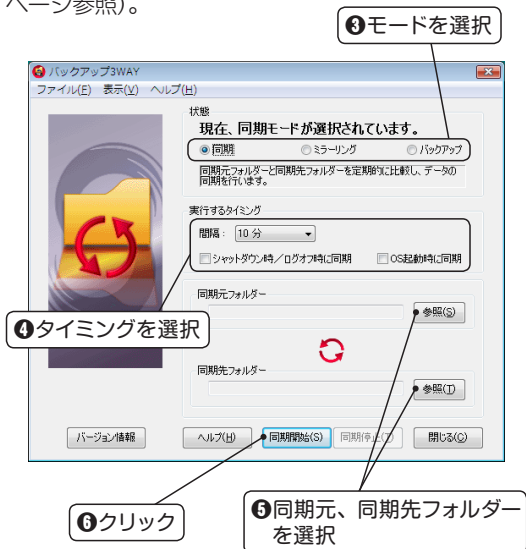 ページ参照)。
❸モードを選択
バックアップ3WAY
ファイル(F) 表示(V) ヘルプ(H)
状態
現在、同期モードが選択されています。
同期 ミラーリング バックアップ
同期元フォルダーと同期先フォルダーを定期的に比較し、データの
同期を行います。
実行するタイミング
間隔: 10 分
シャットダウン時/ログオフ時に同期 OS起動時に同期
❹タイミングを選択
同期元フォルダー
参照(S)
同期先フォルダー
参照(T)
バージョン情報 ヘルプ(H) 同期開始(S) 同期停止(T) 閉じる(C)
❻クリック
❺同期元、同期先フォルダー
を選択